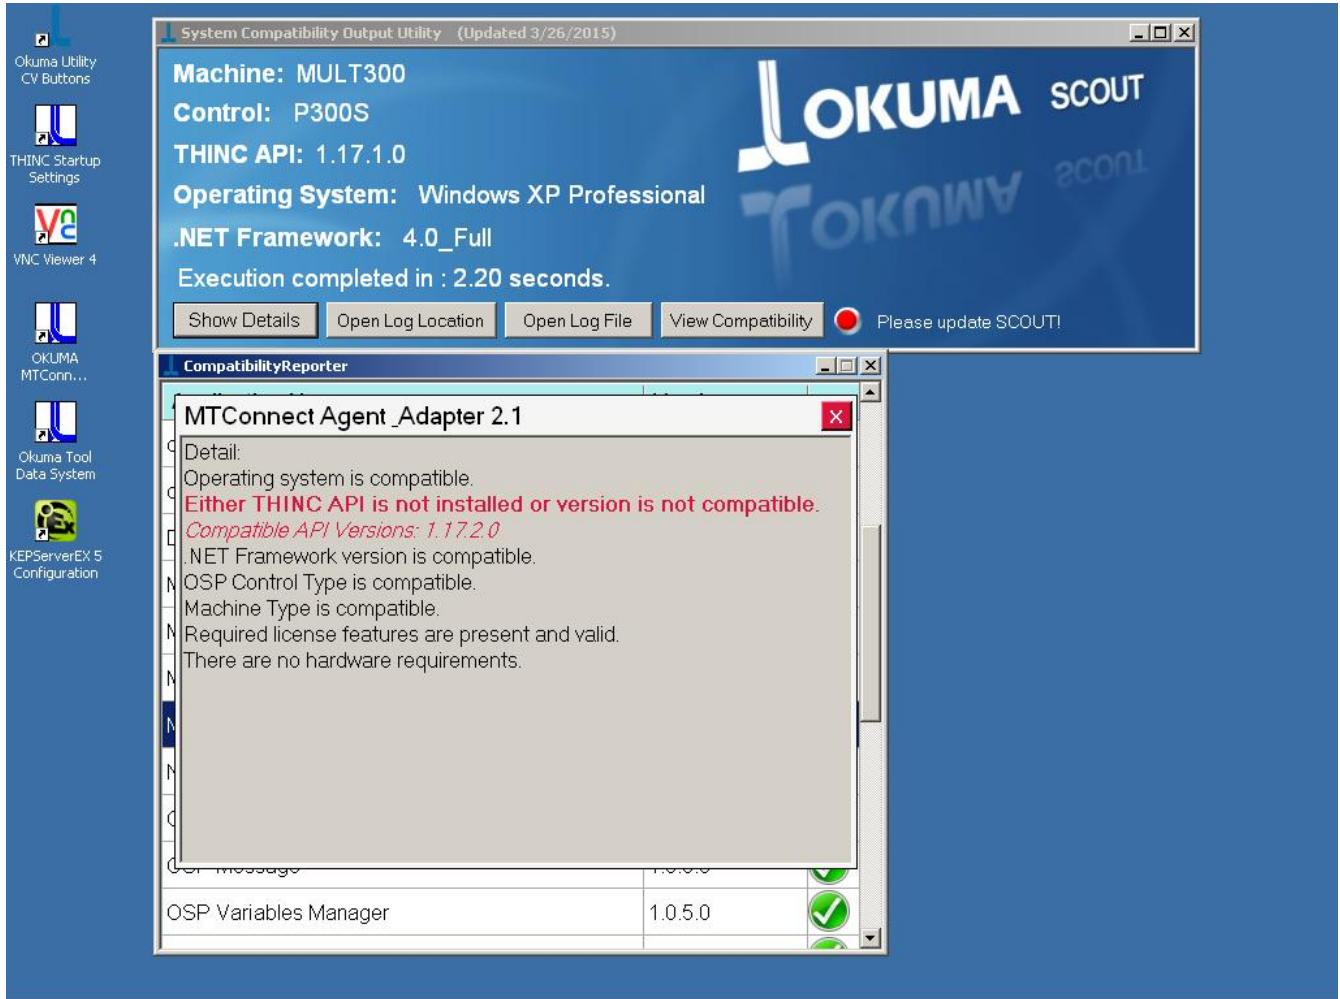 Okuma Utility
CV Buttons
THINC Startup
Settings
VNC Viewer 4
OKUMA
MTConn...
Okuma Tool
Data System
KEPServerEX 5
Configuration
System Compatibility Output Utility (Updated 3/26/2015)
Machine: MULT300
Control: P300S
THINC API: 1.17.1.0
Operating System: Windows XP Professional
.NET Framework: 4.0_Full
Execution completed in : 2.20 seconds.
OKUMA SCOUT
Show Details
Open Log Location
Open Log File
View Compatibility
Please update SCOUT!
CompatibilityReporter
MTConnect Agent_Adapter 2.1
Detail:
Operating system is compatible.
Either THINC API is not installed or version is not compatible.
Compatible API Versions: 1.17.2.0
.NET Framework version is compatible.
OSP Control Type is compatible.
Machine Type is compatible.
Required license features are present and valid.
There are no hardware requirements.
OSP Variables Manager 1.0.5.0